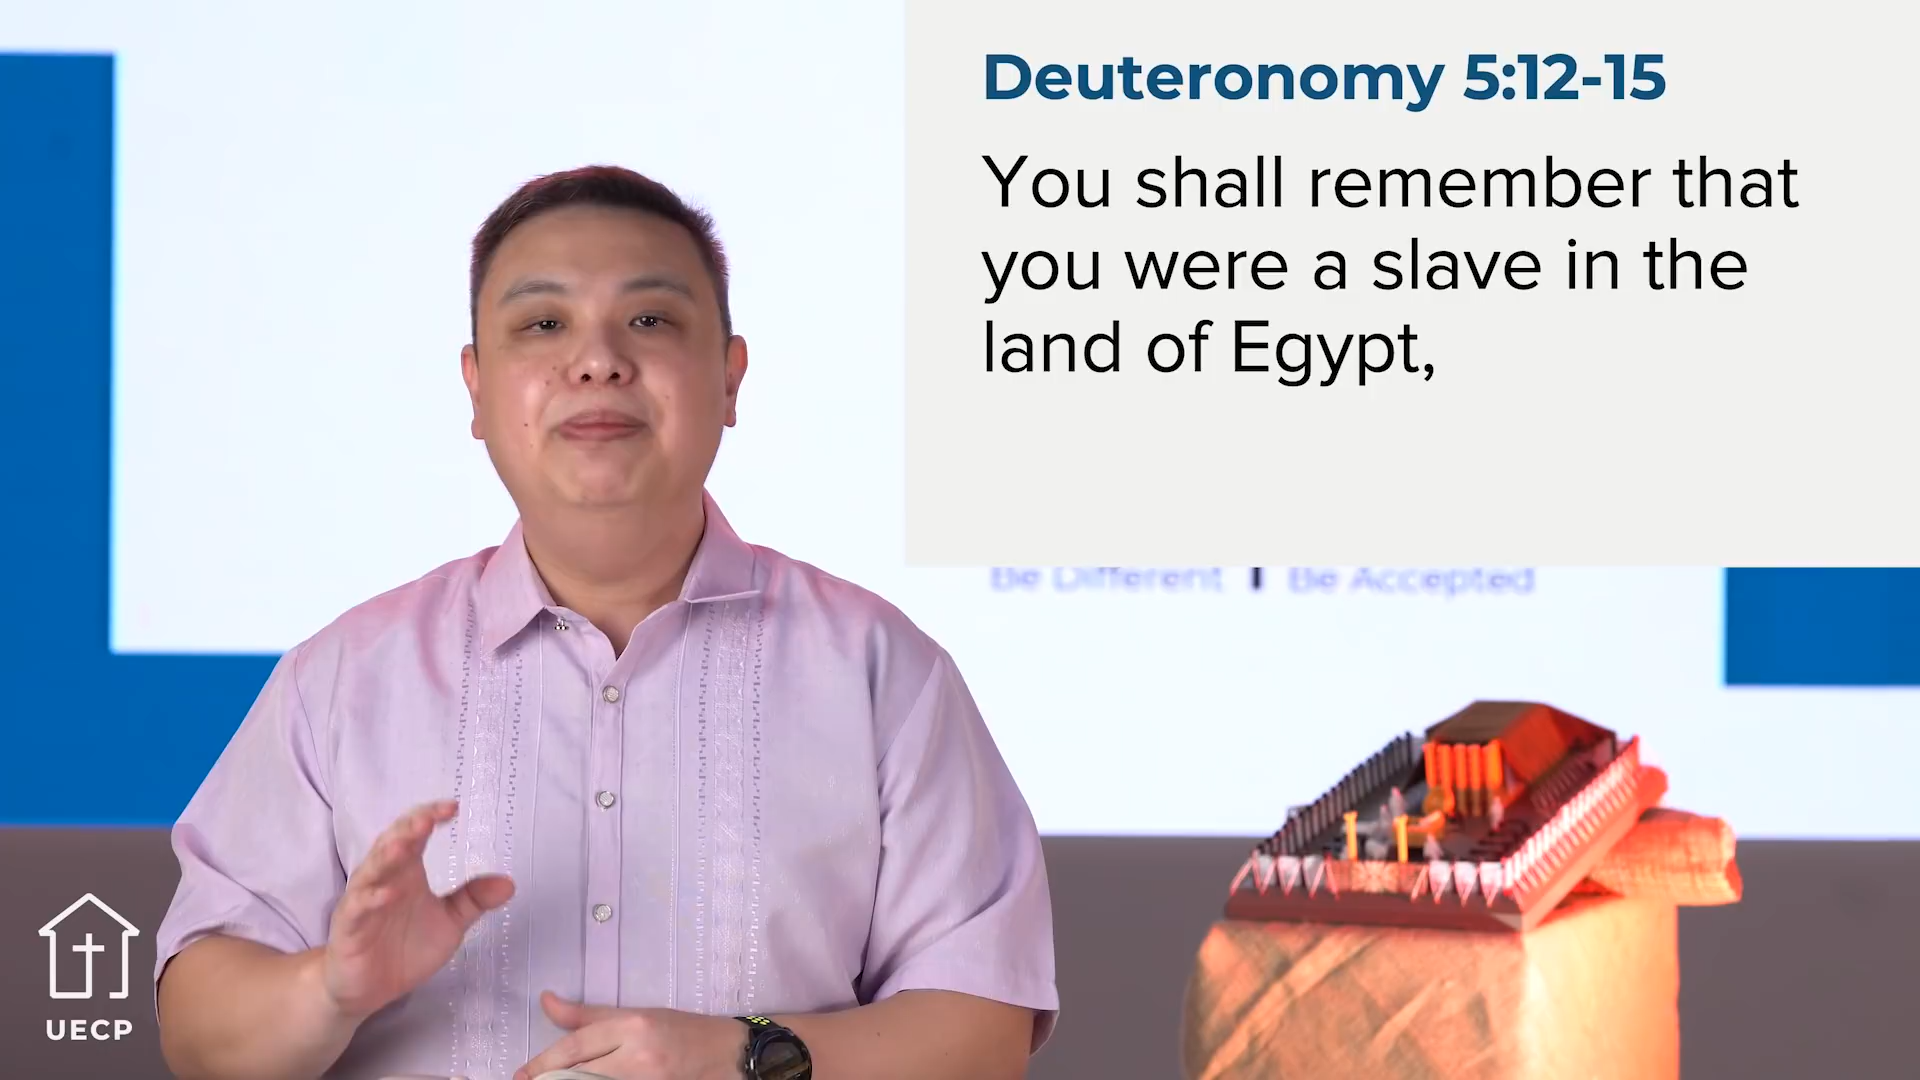 Deuteronomy 5:12-15
You shall remember that
you were a slave in the
land of Egypt,
Be Different | Be Accepted
UECP